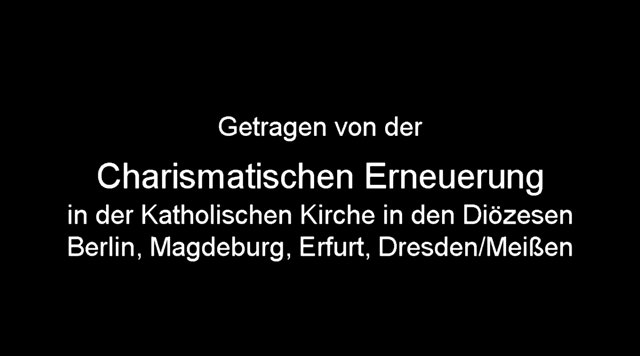 Getragen von der
Charismatischen Erneuerung
in der Katholischen Kirche in den Diözesen
Berlin, Magdeburg, Erfurt, Dresden/Meißen